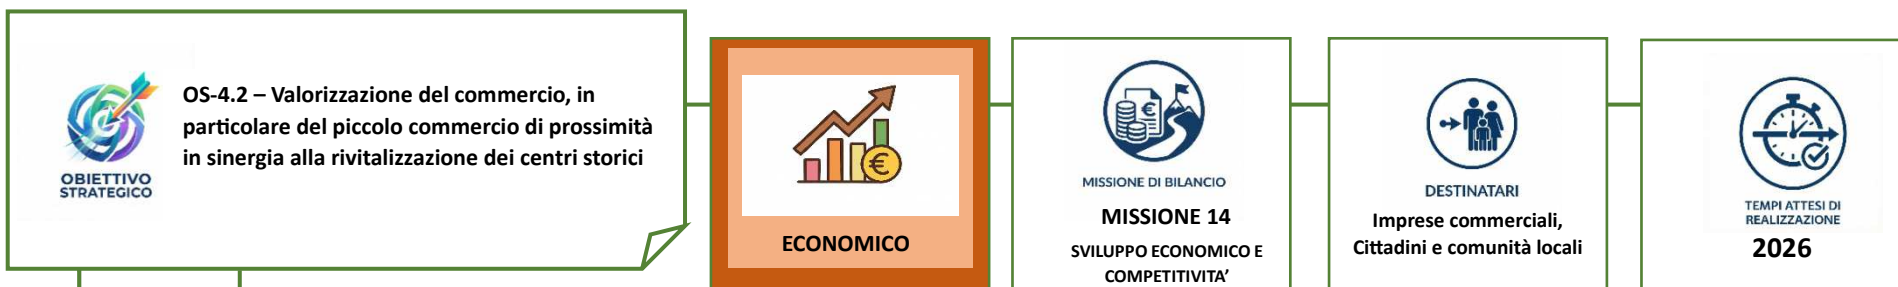 OBIETTIVO
STRATEGICO
OS-4.2 – Valorizzazione del commercio, in
particolare del piccolo commercio di prossimità
in sinergia alla rivitalizzazione dei centri storici
ECONOMICO
MISSIONE DI BILANCIO
MISSIONE 14
SVILUPPO ECONOMICO E
COMPETITIVITA’
DESTINATARI
Imprese commerciali,
Cittadini e comunità locali
TEMPI ATTESI DI
REALIZZAZIONE
2026